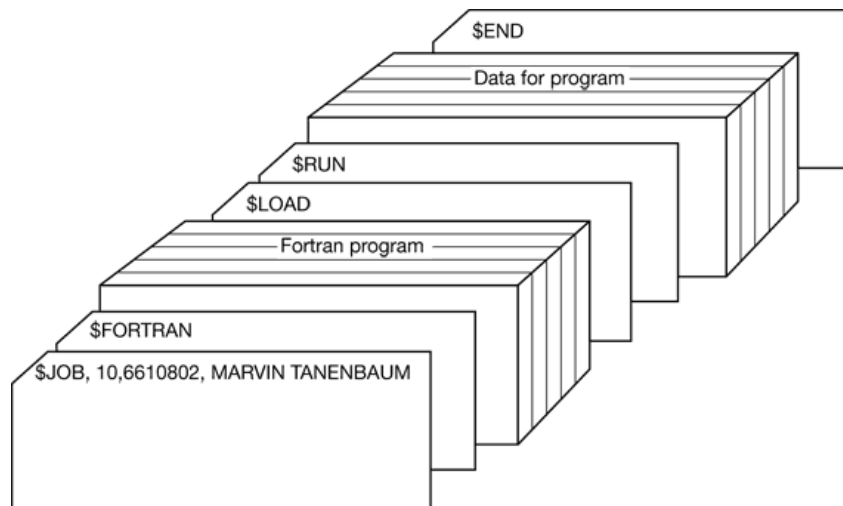 $END
Data for program
$RUN
$LOAD
Fortran program
$FORTRAN
$JOB, 10,6610802, MARVIN TANENBAUM